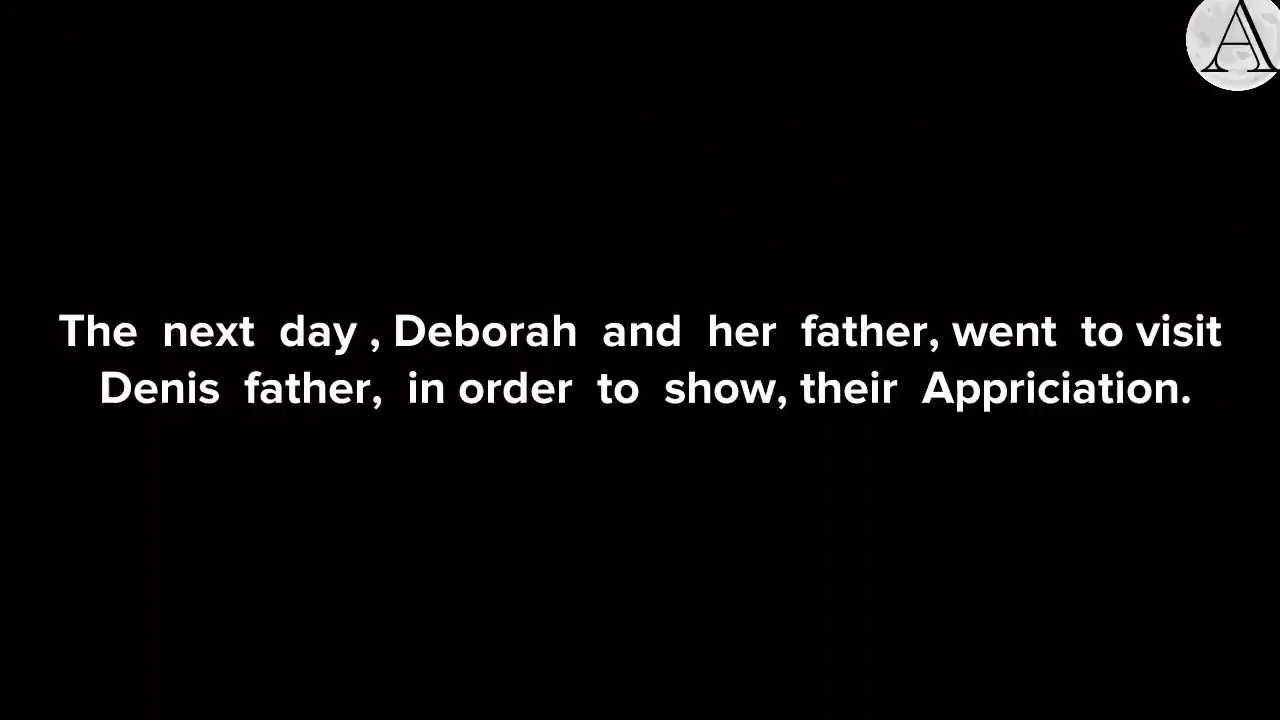 A
The next day , Deborah and her father, went to visit
Denis father, in order to show, their Appriciation.